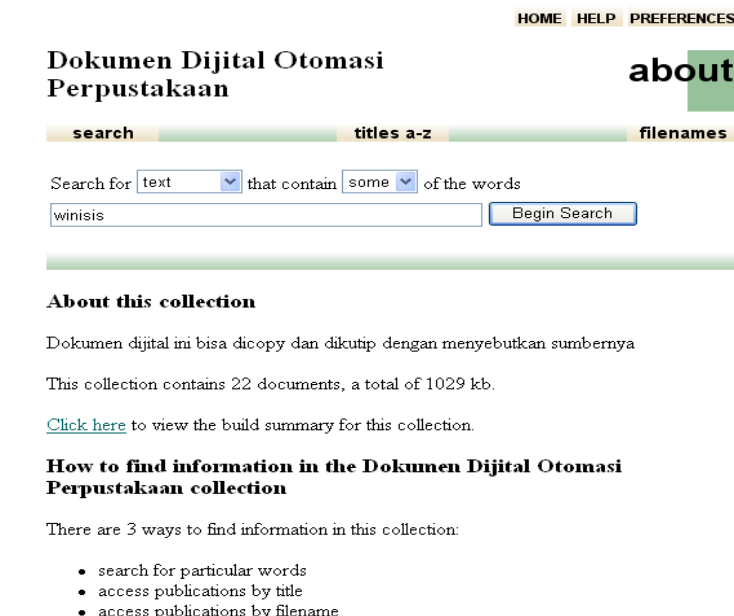 HOME HELP PREFERENCES
Dokumen Dijital Otomasi
Perpustakaan
about
search titles a-z filenames
Search for text that contain some of the words
winisis Begin Search
About this collection
Dokumen dijital ini bisa dicopy dan dikutip dengan menyebutkan sumbernya
This collection contains 22 documents, a total of 1029 kb.
Click here to view the build summary for this collection.
How to find information in the Dokumen Dijital Otomasi
Perpustakaan collection
There are 3 ways to find information in this collection:
• search for particular words
• access publications by title
• access publications by filename